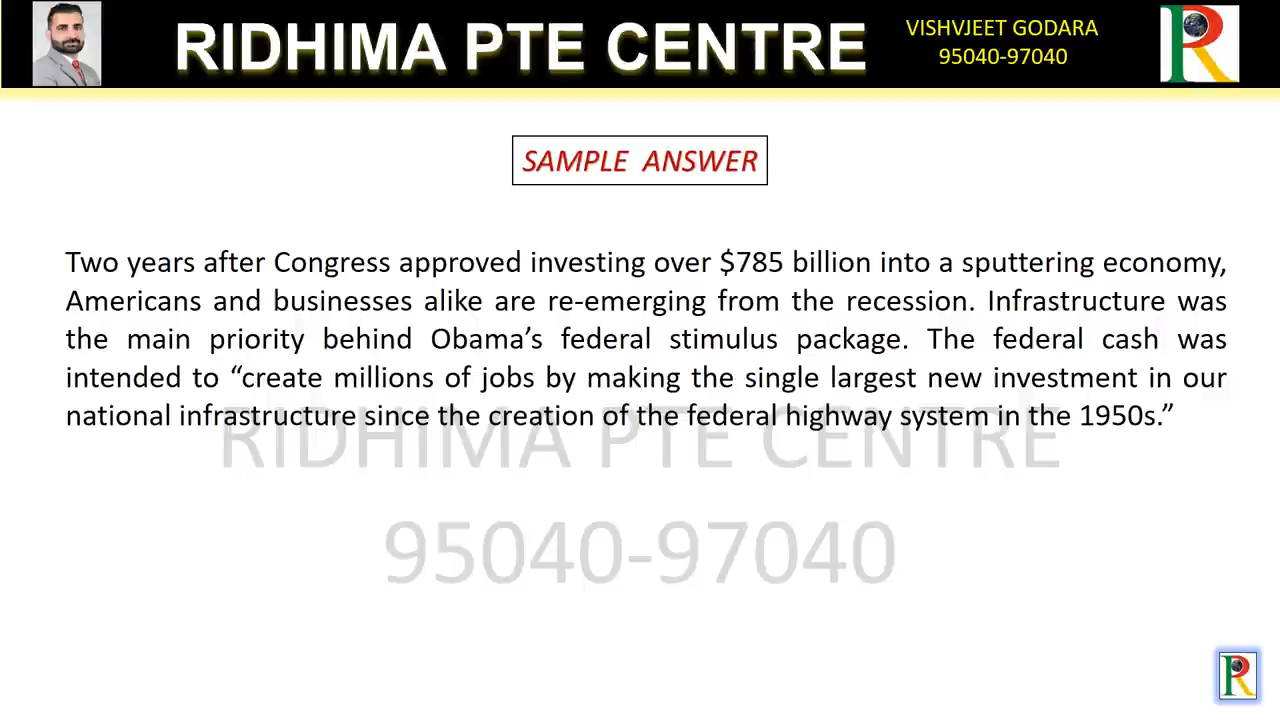 RIDHIMA PTE CENTRE
VISHVJEET GODARA
95040-97040
SAMPLE ANSWER
Two years after Congress approved investing over $785 billion into a sputtering economy,
Americans and businesses alike are re-emerging from the recession. Infrastructure was
the main priority behind Obama’s federal stimulus package. The federal cash was
intended to “create millions of jobs by making the single largest new investment in our
national infrastructure since the creation of the federal highway system in the 1950s.”
RIDHIMA PTE CENTRE
95040-97040